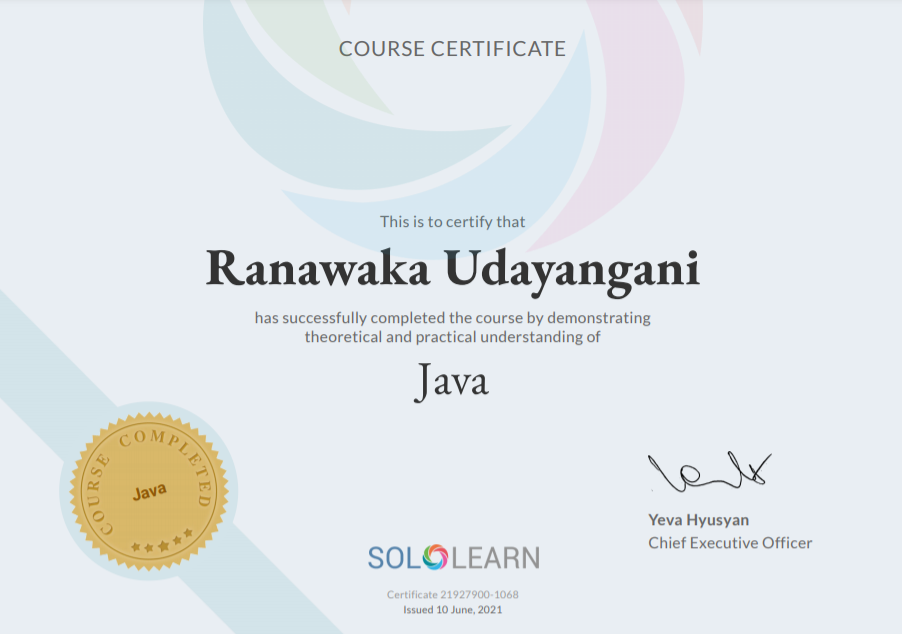 COURSE CERTIFICATE
This is to certify that
Ranawaka Udayangani
has successfully completed the course by demonstrating
theoretical and practical understanding of
Java
COURSE COMPLETED
Java
Yeva Hyusyan
Chief Executive Officer
SOLOLEARN
Certificate 21927900-1068
Issued 10 June, 2021